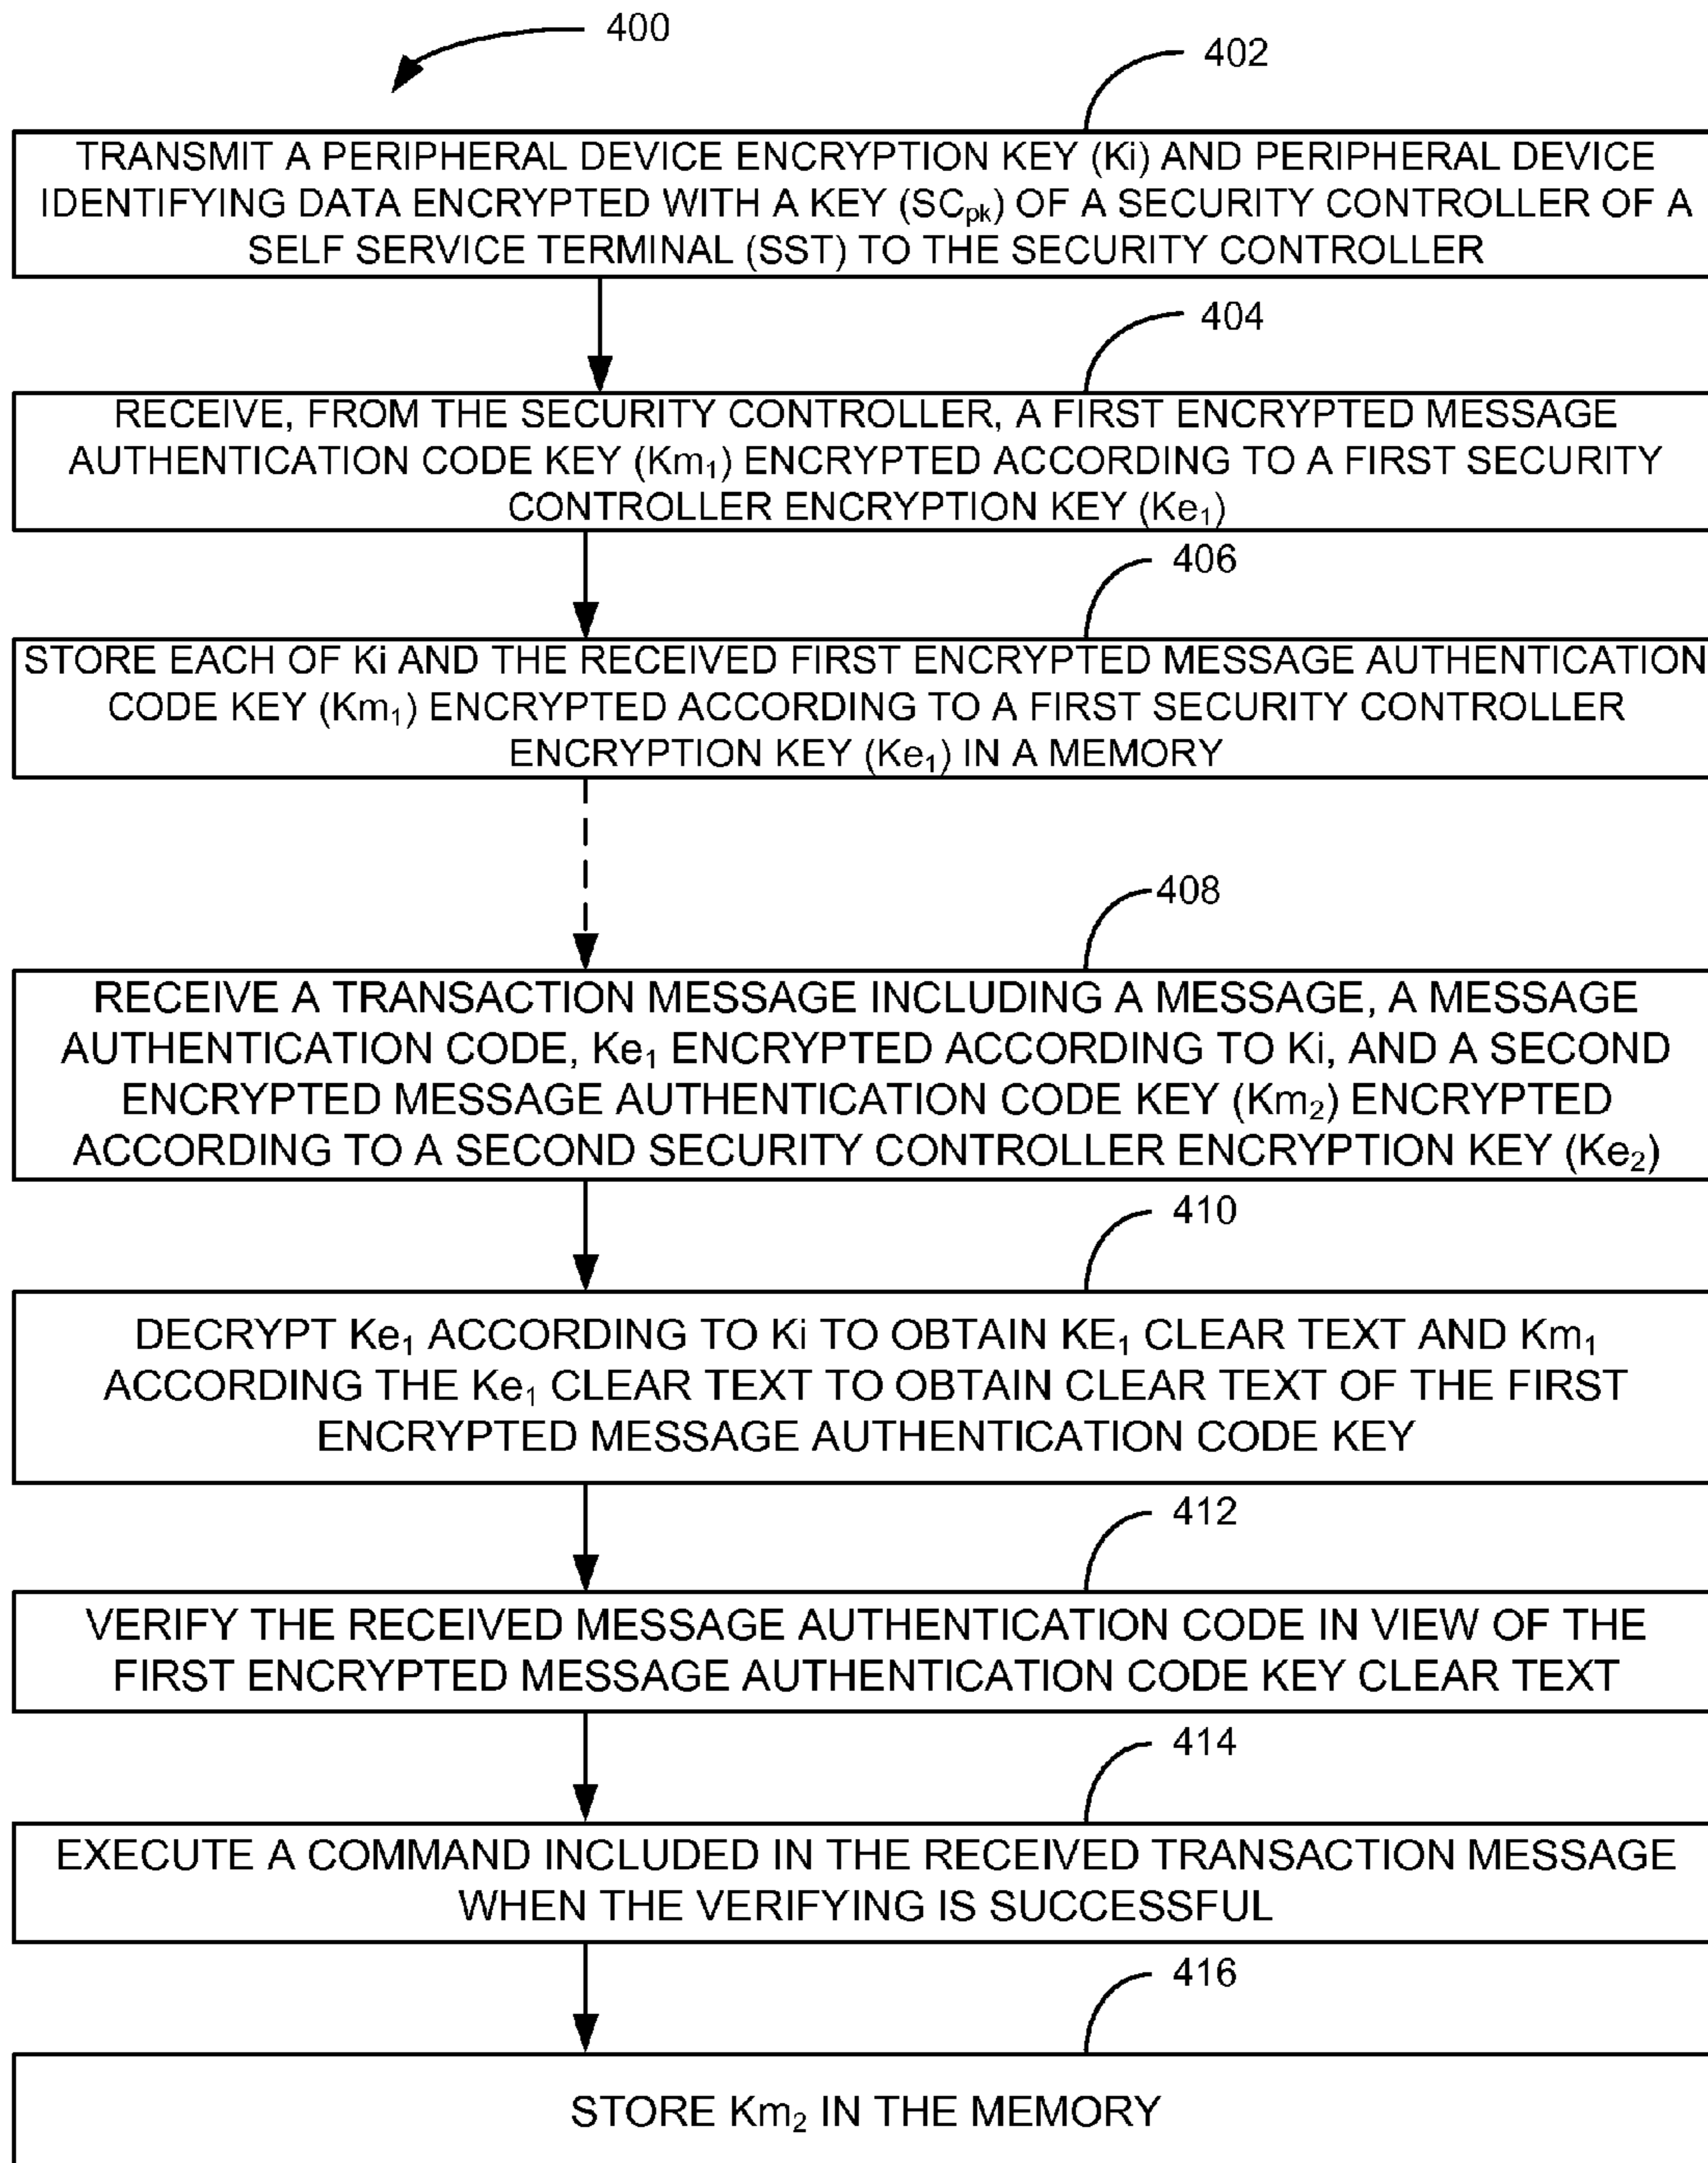 400
402
TRANSMIT A PERIPHERAL DEVICE ENCRYPTION KEY (Ki) AND PERIPHERAL DEVICE
IDENTIFYING DATA ENCRYPTED WITH A KEY (SCpk) OF A SECURITY CONTROLLER OF A
SELF SERVICE TERMINAL (SST) TO THE SECURITY CONTROLLER
404
RECEIVE, FROM THE SECURITY CONTROLLER, A FIRST ENCRYPTED MESSAGE
AUTHENTICATION CODE KEY (Km₁) ENCRYPTED ACCORDING TO A FIRST SECURITY
CONTROLLER ENCRYPTION KEY (Ke₁)
406
STORE EACH OF Ki AND THE RECEIVED FIRST ENCRYPTED MESSAGE AUTHENTICATION
CODE KEY (Km₁) ENCRYPTED ACCORDING TO A FIRST SECURITY CONTROLLER
ENCRYPTION KEY (Ke₁) IN A MEMORY
408
RECEIVE A TRANSACTION MESSAGE INCLUDING A MESSAGE, A MESSAGE
AUTHENTICATION CODE, Ke₁ ENCRYPTED ACCORDING TO Ki, AND A SECOND
ENCRYPTED MESSAGE AUTHENTICATION CODE KEY (Km₂) ENCRYPTED
ACCORDING TO A SECOND SECURITY CONTROLLER ENCRYPTION KEY (Ke₂)
410
DECRYPT Ke₁ ACCORDING TO Ki TO OBTAIN KE₁ CLEAR TEXT AND Km₁
ACCORDING THE Ke₁ CLEAR TEXT TO OBTAIN CLEAR TEXT OF THE FIRST
ENCRYPTED MESSAGE AUTHENTICATION CODE KEY
412
VERIFY THE RECEIVED MESSAGE AUTHENTICATION CODE IN VIEW OF THE
FIRST ENCRYPTED MESSAGE AUTHENTICATION CODE KEY CLEAR TEXT
414
EXECUTE A COMMAND INCLUDED IN THE RECEIVED TRANSACTION MESSAGE
WHEN THE VERIFYING IS SUCCESSFUL
416
STORE Km₂ IN THE MEMORY